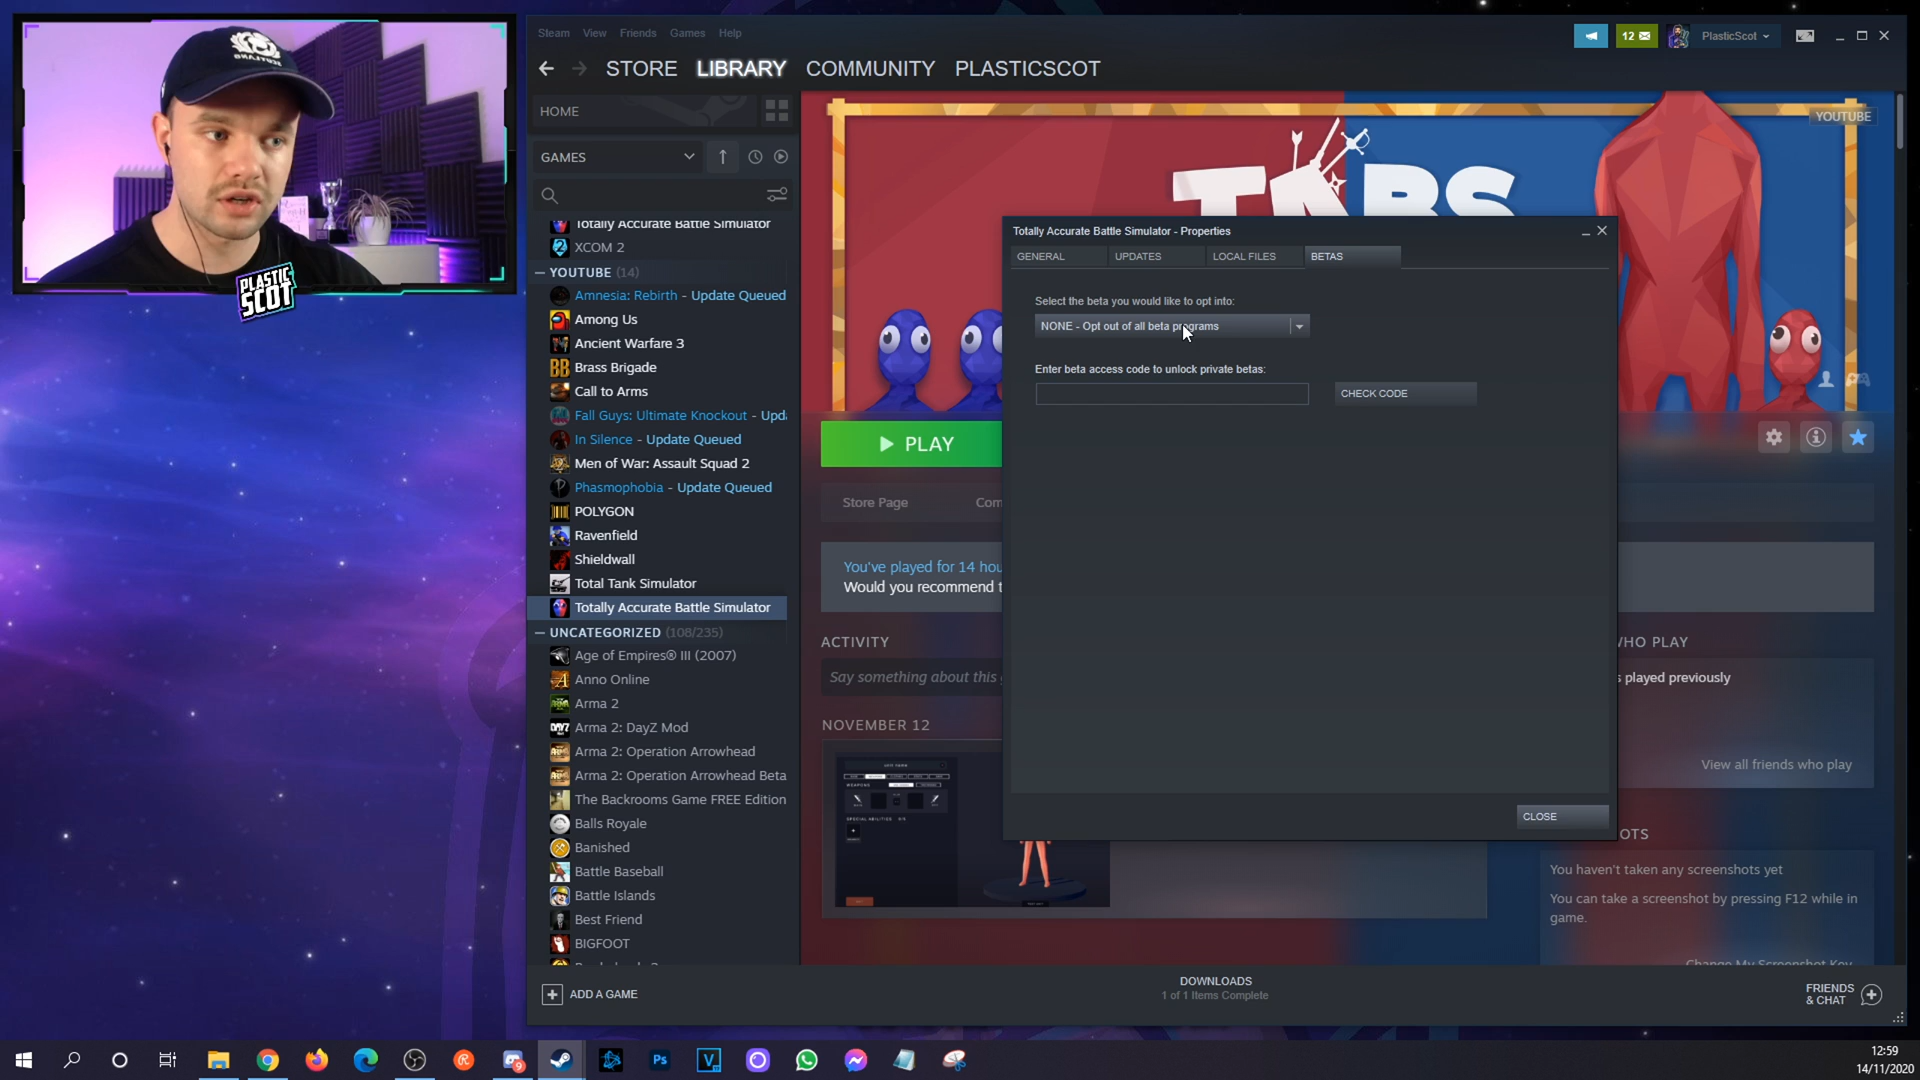 PLASTIC
SCOT
Steam View Friends Games Help
12
PlasticScot
STORE LIBRARY COMMUNITY PLASTICSCOT
HOME
GAMES
Totally Accurate Battle Simulator
XCOM 2
YOUTUBE (14)
Amnesia: Rebirth - Update Queued
Among Us
Ancient Warfare 3
Brass Brigade
Call to Arms
Fall Guys: Ultimate Knockout - Upda
In Silence - Update Queued
Men of War: Assault Squad 2
Phasmophobia - Update Queued
POLYGON
Ravenfield
Shieldwall
Total Tank Simulator
Totally Accurate Battle Simulator
UNCATEGORIZED (108/235)
Age of Empires® III (2007)
Anno Online
Arma 2
Arma 2: DayZ Mod
Arma 2: Operation Arrowhead
Arma 2: Operation Arrowhead Beta
The Backrooms Game FREE Edition
Balls Royale
Banished
Battle Baseball
Battle Islands
Best Friend
BIGFOOT
ADD A GAME
YOUTUBE
TABS
PLAY
Store Page Com
You've played for 14 hou
Would you recommend t
ACTIVITY
Say something about this
NOVEMBER 12
Totally Accurate Battle Simulator - Properties
GENERAL UPDATES LOCAL FILES BETAS
Select the beta you would like to opt into:
NONE - Opt out of all beta programs
Enter beta access code to unlock private betas:
CHECK CODE
CLOSE
WHO PLAY
s played previously
View all friends who play
OTS
You haven't taken any screenshots yet
You can take a screenshot by pressing F12 while in
game.
Change My Screenshot Key
DOWNLOADS
1 of 1 Items Complete
FRIENDS
& CHAT
12:59
14/11/2020